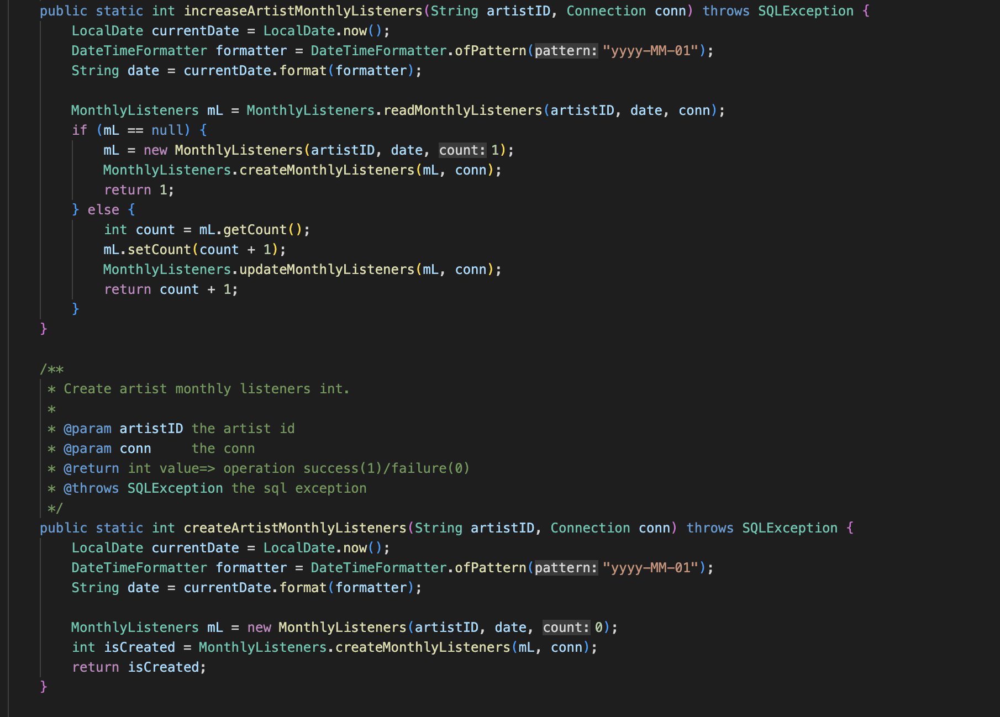 public static int increaseArtistMonthlyListeners(String artistID, Connection conn) throws SQLException {
    LocalDate currentDate = LocalDate.now();
    DateTimeFormatter formatter = DateTimeFormatter.ofPattern(pattern: "yyyy-MM-01");
    String date = currentDate.format(formatter);

    MonthlyListeners mL = MonthlyListeners.readMonthlyListeners(artistID, date, conn);
    if (mL == null) {
        mL = new MonthlyListeners(artistID, date, count: 1);
        MonthlyListeners.createMonthlyListeners(mL, conn);
        return 1;
    } else {
        int count = mL.getCount();
        mL.setCount(count + 1);
        MonthlyListeners.updateMonthlyListeners(mL, conn);
        return count + 1;
    }
}

/**
 * Create artist monthly listeners int.
 *
 * @param artistID the artist id
 * @param conn     the conn
 * @return int value=> operation success(1)/failure(0)
 * @throws SQLException the sql exception
 */
public static int createArtistMonthlyListeners(String artistID, Connection conn) throws SQLException {
    LocalDate currentDate = LocalDate.now();
    DateTimeFormatter formatter = DateTimeFormatter.ofPattern(pattern: "yyyy-MM-01");
    String date = currentDate.format(formatter);

    MonthlyListeners mL = new MonthlyListeners(artistID, date, count: 0);
    int isCreated = MonthlyListeners.createMonthlyListeners(mL, conn);
    return isCreated;
}